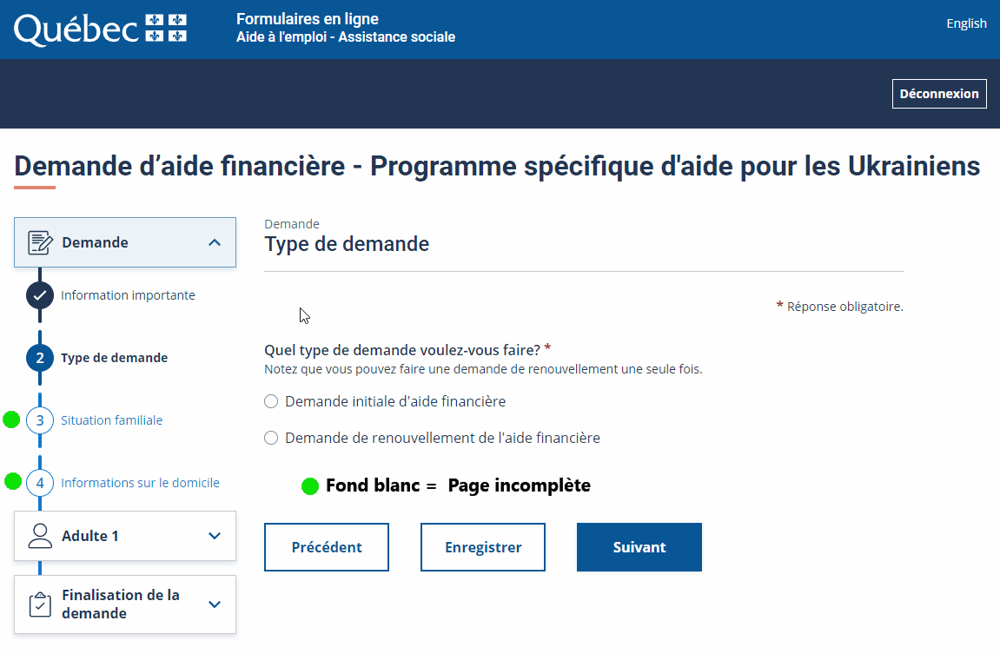 Québec
Formulaires en ligne
Aide à l'emploi - Assistance sociale
English
Déconnexion
Demande d’aide financière - Programme spécifique d'aide pour les Ukrainiens
Demande
Information importante
2 Type de demande
3 Situation familiale
4 Informations sur le domicile
Adulte 1
Finalisation de la
demande
Demande
Type de demande
* Réponse obligatoire.
Quel type de demande voulez-vous faire? *
Notez que vous pouvez faire une demande de renouvellement une seule fois.
Demande initiale d'aide financière
Demande de renouvellement de l'aide financière
Fond blanc = Page incomplète
Précédent
Enregistrer
Suivant